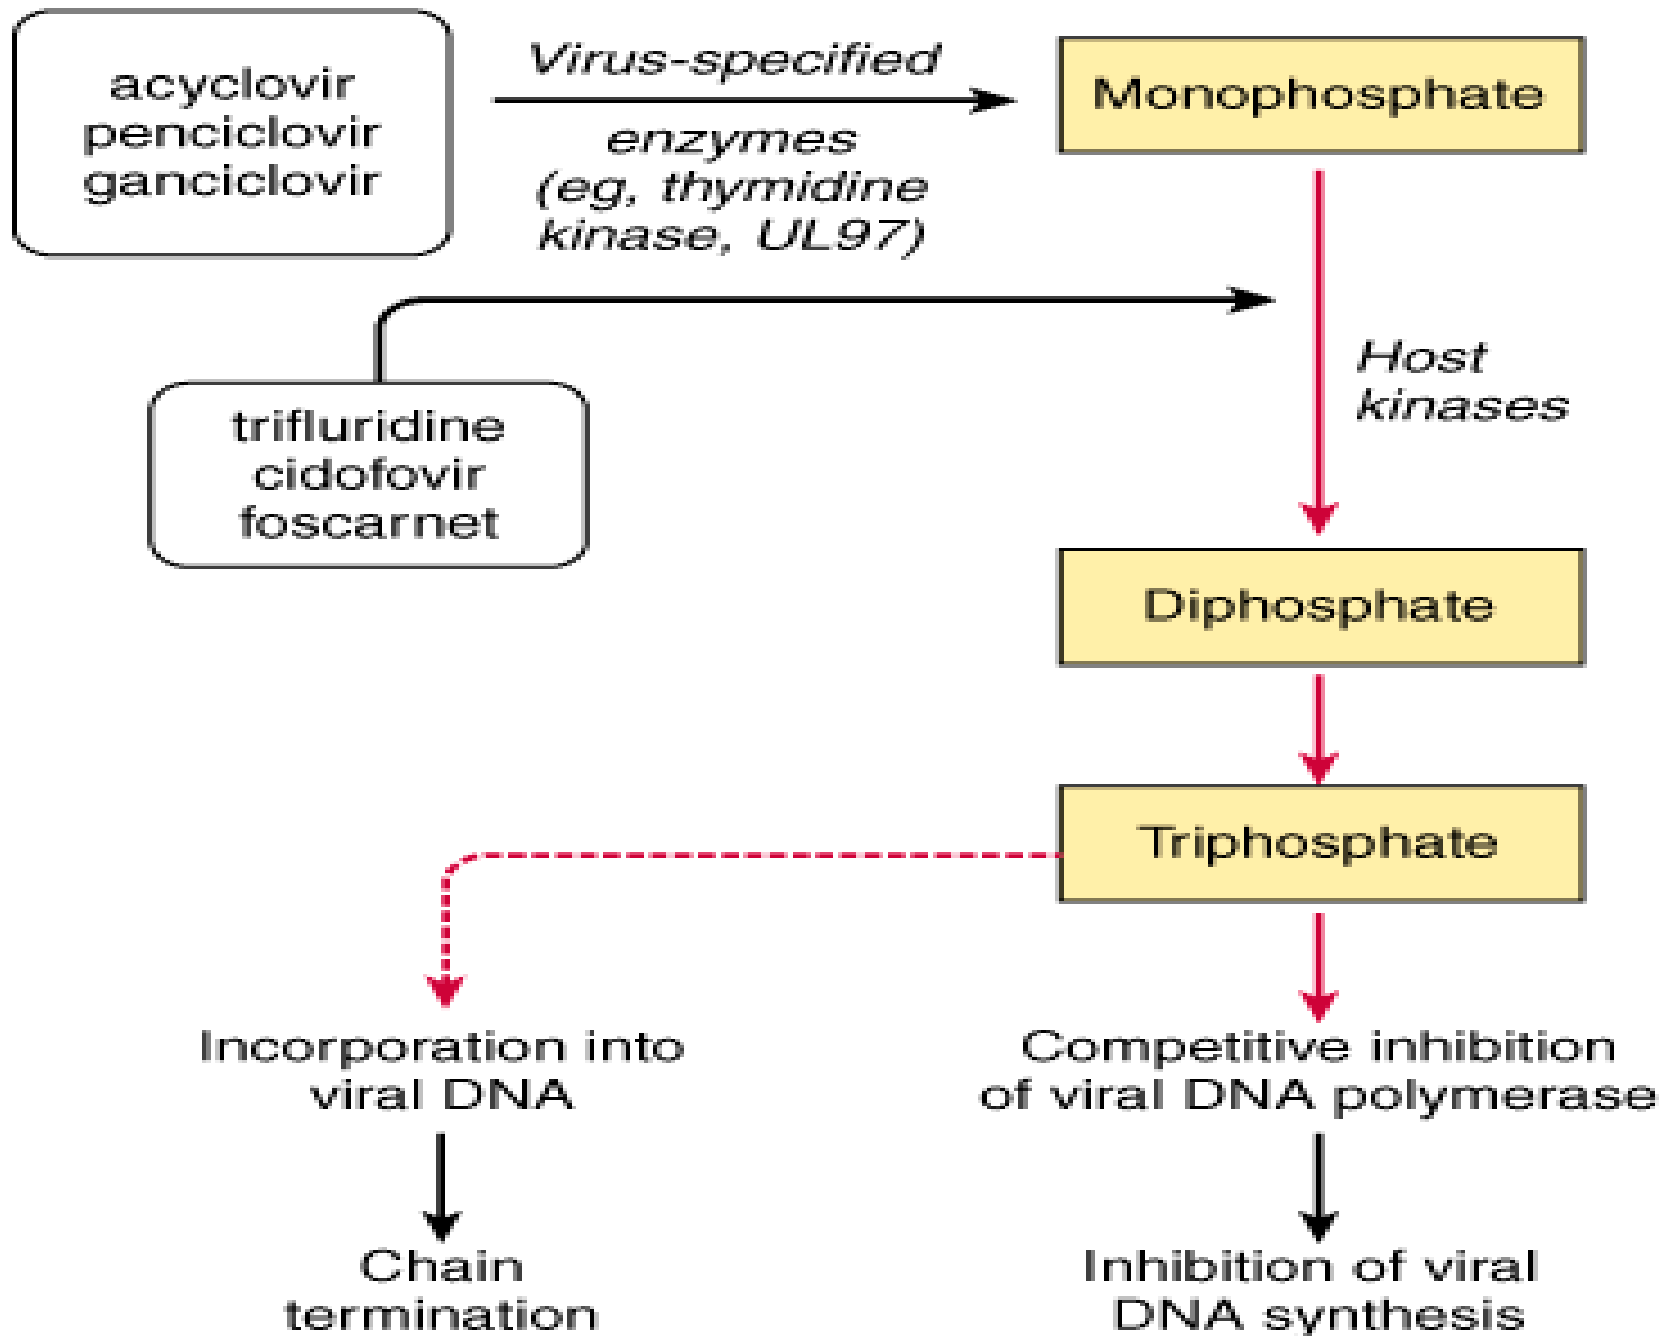 acyclovir
penciclovir
ganciclovir
Virus-specified
enzymes
(eg, thymidine
kinase, UL97)
Monophosphate
trifluridine
cidofovir
foscarnet
Host
kinases
Diphosphate
Triphosphate
Incorporation into
viral DNA
Competitive inhibition
of viral DNA polymerase
Chain
termination
Inhibition of viral
DNA synthesis